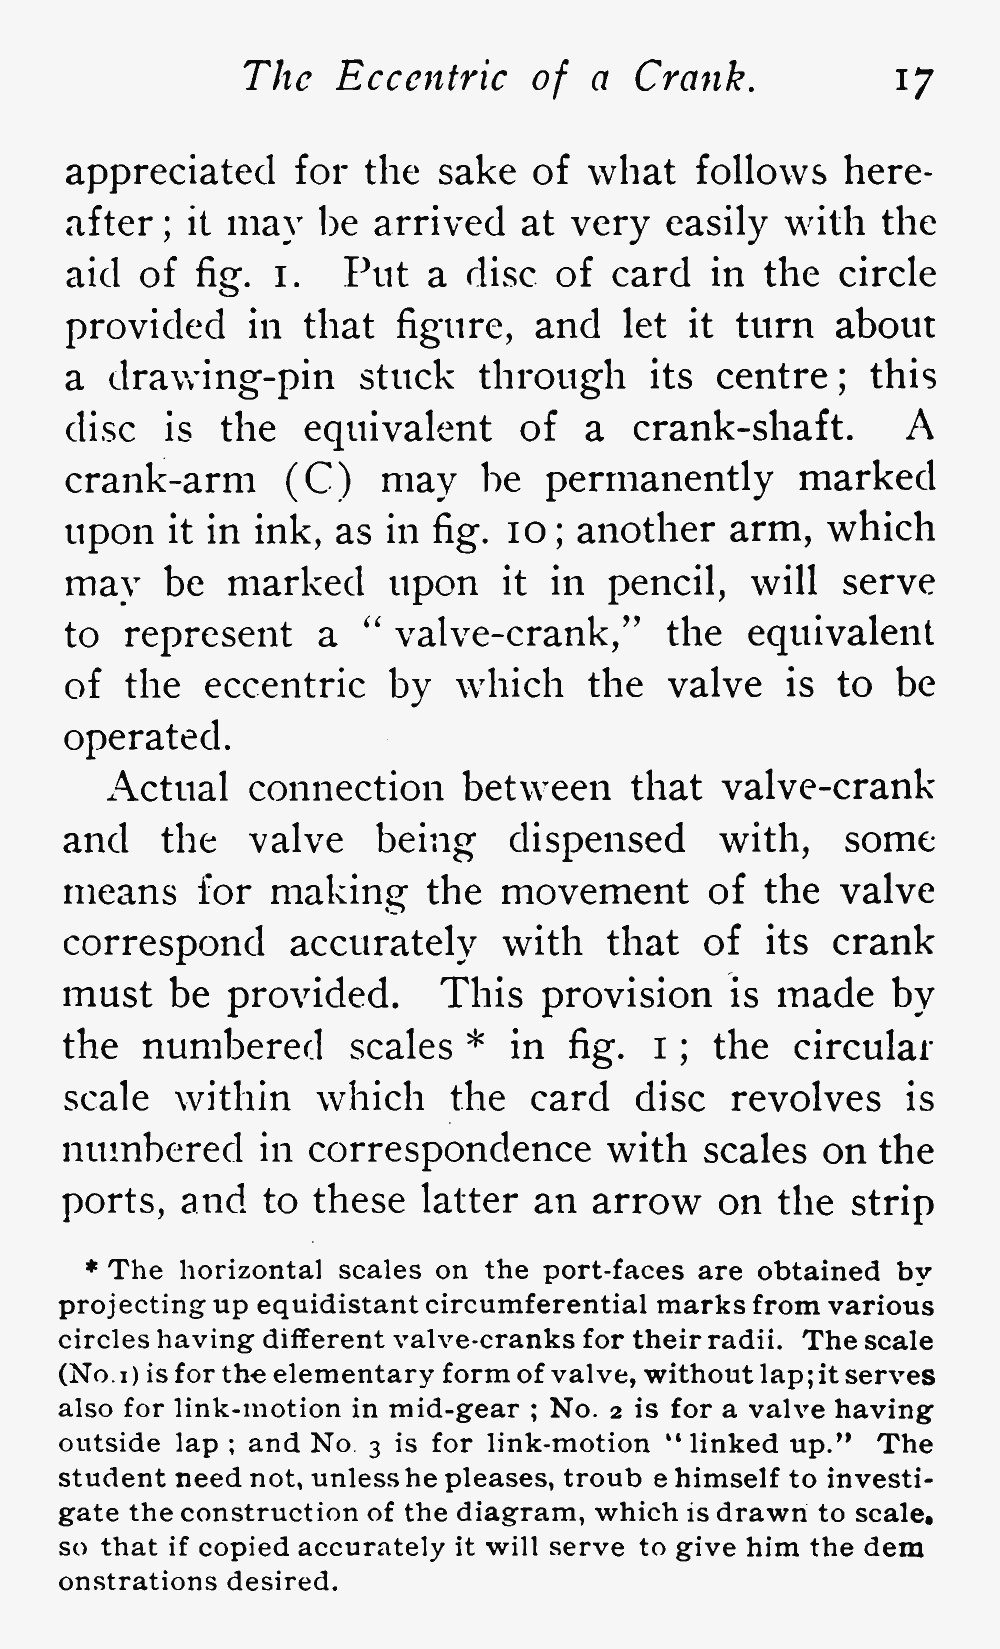 The Eccentric of a Crank. 17
appreciated for the sake of what follows here-
after; it may be arrived at very easily with the
aid of fig. 1. Put a disc of card in the circle
provided in that figure, and let it turn about
a drawing-pin stuck through its centre; this
disc is the equivalent of a crank-shaft. A
crank-arm (C) may be permanently marked
upon it in ink, as in fig. 10; another arm, which
may be marked upon it in pencil, will serve
to represent a "valve-crank," the equivalent
of the eccentric by which the valve is to be
operated.
Actual connection between that valve-crank
and the valve being dispensed with, some
means for making the movement of the valve
correspond accurately with that of its crank
must be provided. This provision is made by
the numbered scales * in fig. 1; the circular
scale within which the card disc revolves is
numbered in correspondence with scales on the
ports, and to these latter an arrow on the strip
* The horizontal scales on the port-faces are obtained by
projecting up equidistant circumferential marks from various
circles having different valve-cranks for their radii. The scale
(No. 1) is for the elementary form of valve, without lap; it serves
also for link-motion in mid-gear ; No. 2 is for a valve having
outside lap ; and No. 3 is for link-motion "linked up." The
student need not, unless he pleases, troub e himself to investi-
gate the construction of the diagram, which is drawn to scale.
so that if copied accurately it will serve to give him the dem
onstrations desired.